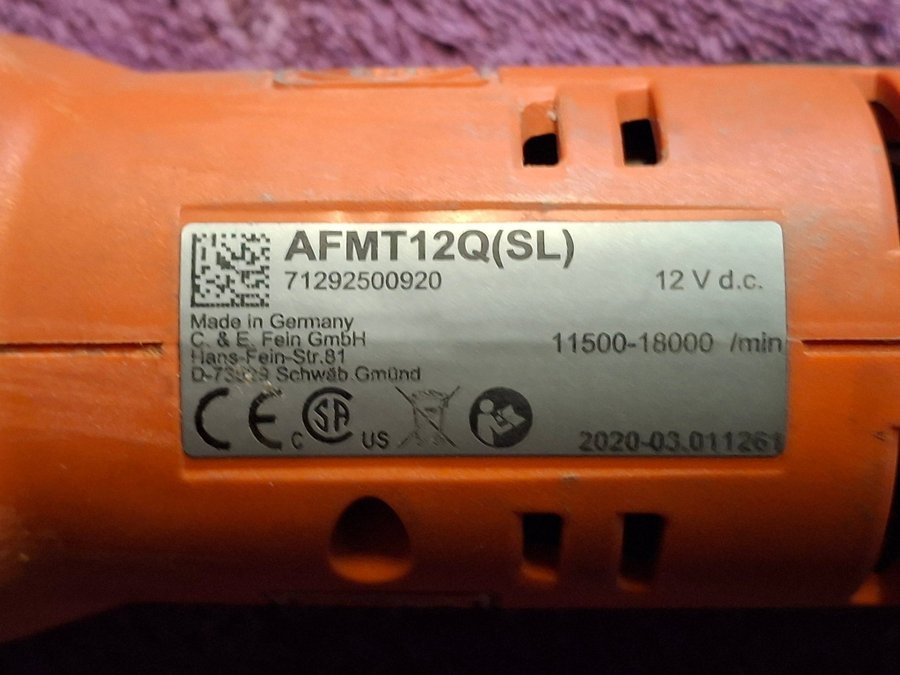 AFMT12Q(SL)
71292500920
12 V d.c.
Made in Germany
C. & E. Fein GmbH
Hans-Fein-Str.81
Schwäb.Gmünd
11500-18000 /min
CE
C SA US
2020-03.011261